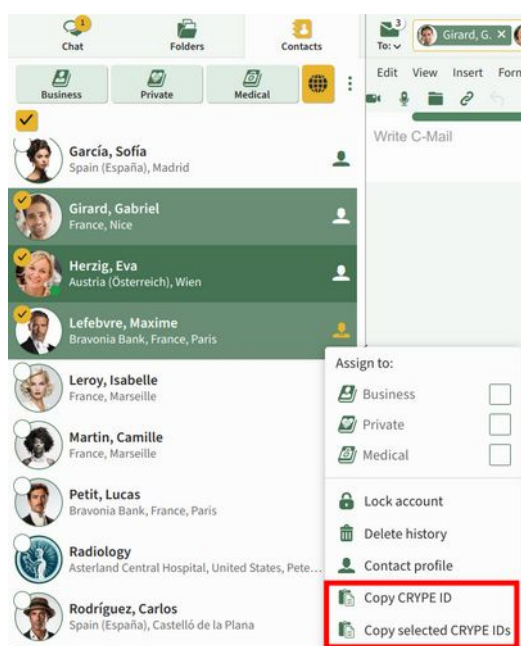 1
Chat
Folders
Contacts
Business
Private
Medical
García, Sofía
Spain (España), Madrid
Girard, Gabriel
France, Nice
Herzig, Eva
Austria (Österreich), Wien
Lefebvre, Maxime
Bravonia Bank, France, Paris
Leroy, Isabelle
France, Marseille
Martin, Camille
France, Marseille
Petit, Lucas
Bravonia Bank, France, Paris
Radiology
Asterland Central Hospital, United States, Pete...
Rodríguez, Carlos
Spain (España), Castelló de la Plana
3
To:
Girard, G. ×
Edit View Insert Form
Write C-Mail
Assign to:
Business
Private
Medical
Lock account
Delete history
Contact profile
Copy CRYPE ID
Copy selected CRYPE IDs